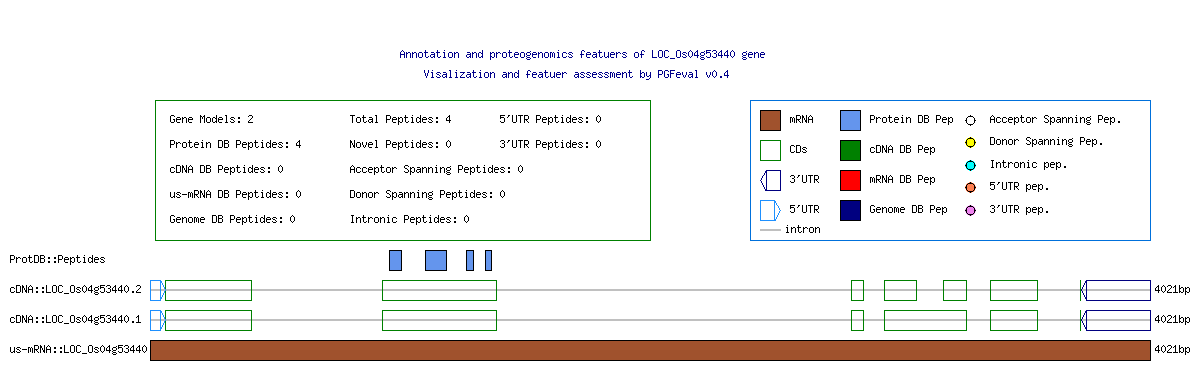 Annotation and proteogenomics featuers of LOC_Os04g53440 gene
Visalization and featuer assessment by PGFeval v0.4
Gene Models: 2 Total Peptides: 4 5'UTR Peptides: 0
Protein DB Peptides: 4 Novel Peptides: 0 3'UTR Peptides: 0
cDNA DB Peptides: 0 Acceptor Spanning Peptides: 0
us-mRNA DB Peptides: 0 Donor Spanning Peptides: 0
Genome DB Peptides: 0 Intronic Peptides: 0
mRNA Protein DB Pep Acceptor Spanning Pep.
CDs cDNA DB Pep Donor Spanning Pep.
3'UTR mRNA DB Pep Intronic pep.
5'UTR Genome DB Pep 5'UTR pep.
intron 3'UTR pep.
ProtDB::Peptides
cDNA::LOC_Os04g53440.2 4021bp
cDNA::LOC_Os04g53440.1 4021bp
us-mRNA::LOC_Os04g53440 4021bp